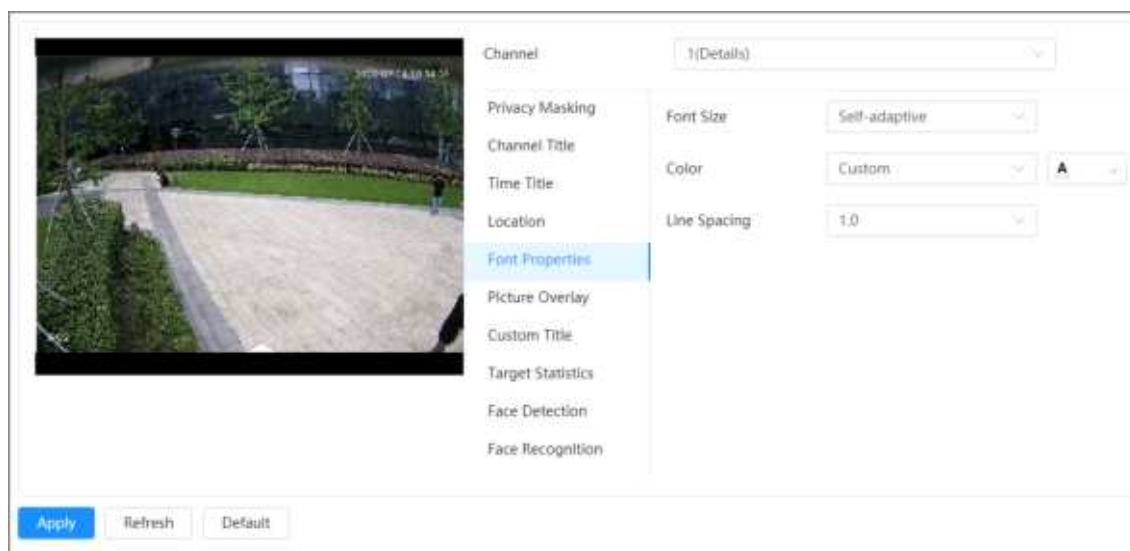 Channel
1(Details)
Privacy Masking
Channel Title
Time Title
Location
Font Properties
Picture Overlay
Custom Title
Target Statistics
Face Detection
Face Recognition
Font Size
Self-adaptive
Color
Custom
A
Line Spacing
1.0
Apply
Refresh
Default